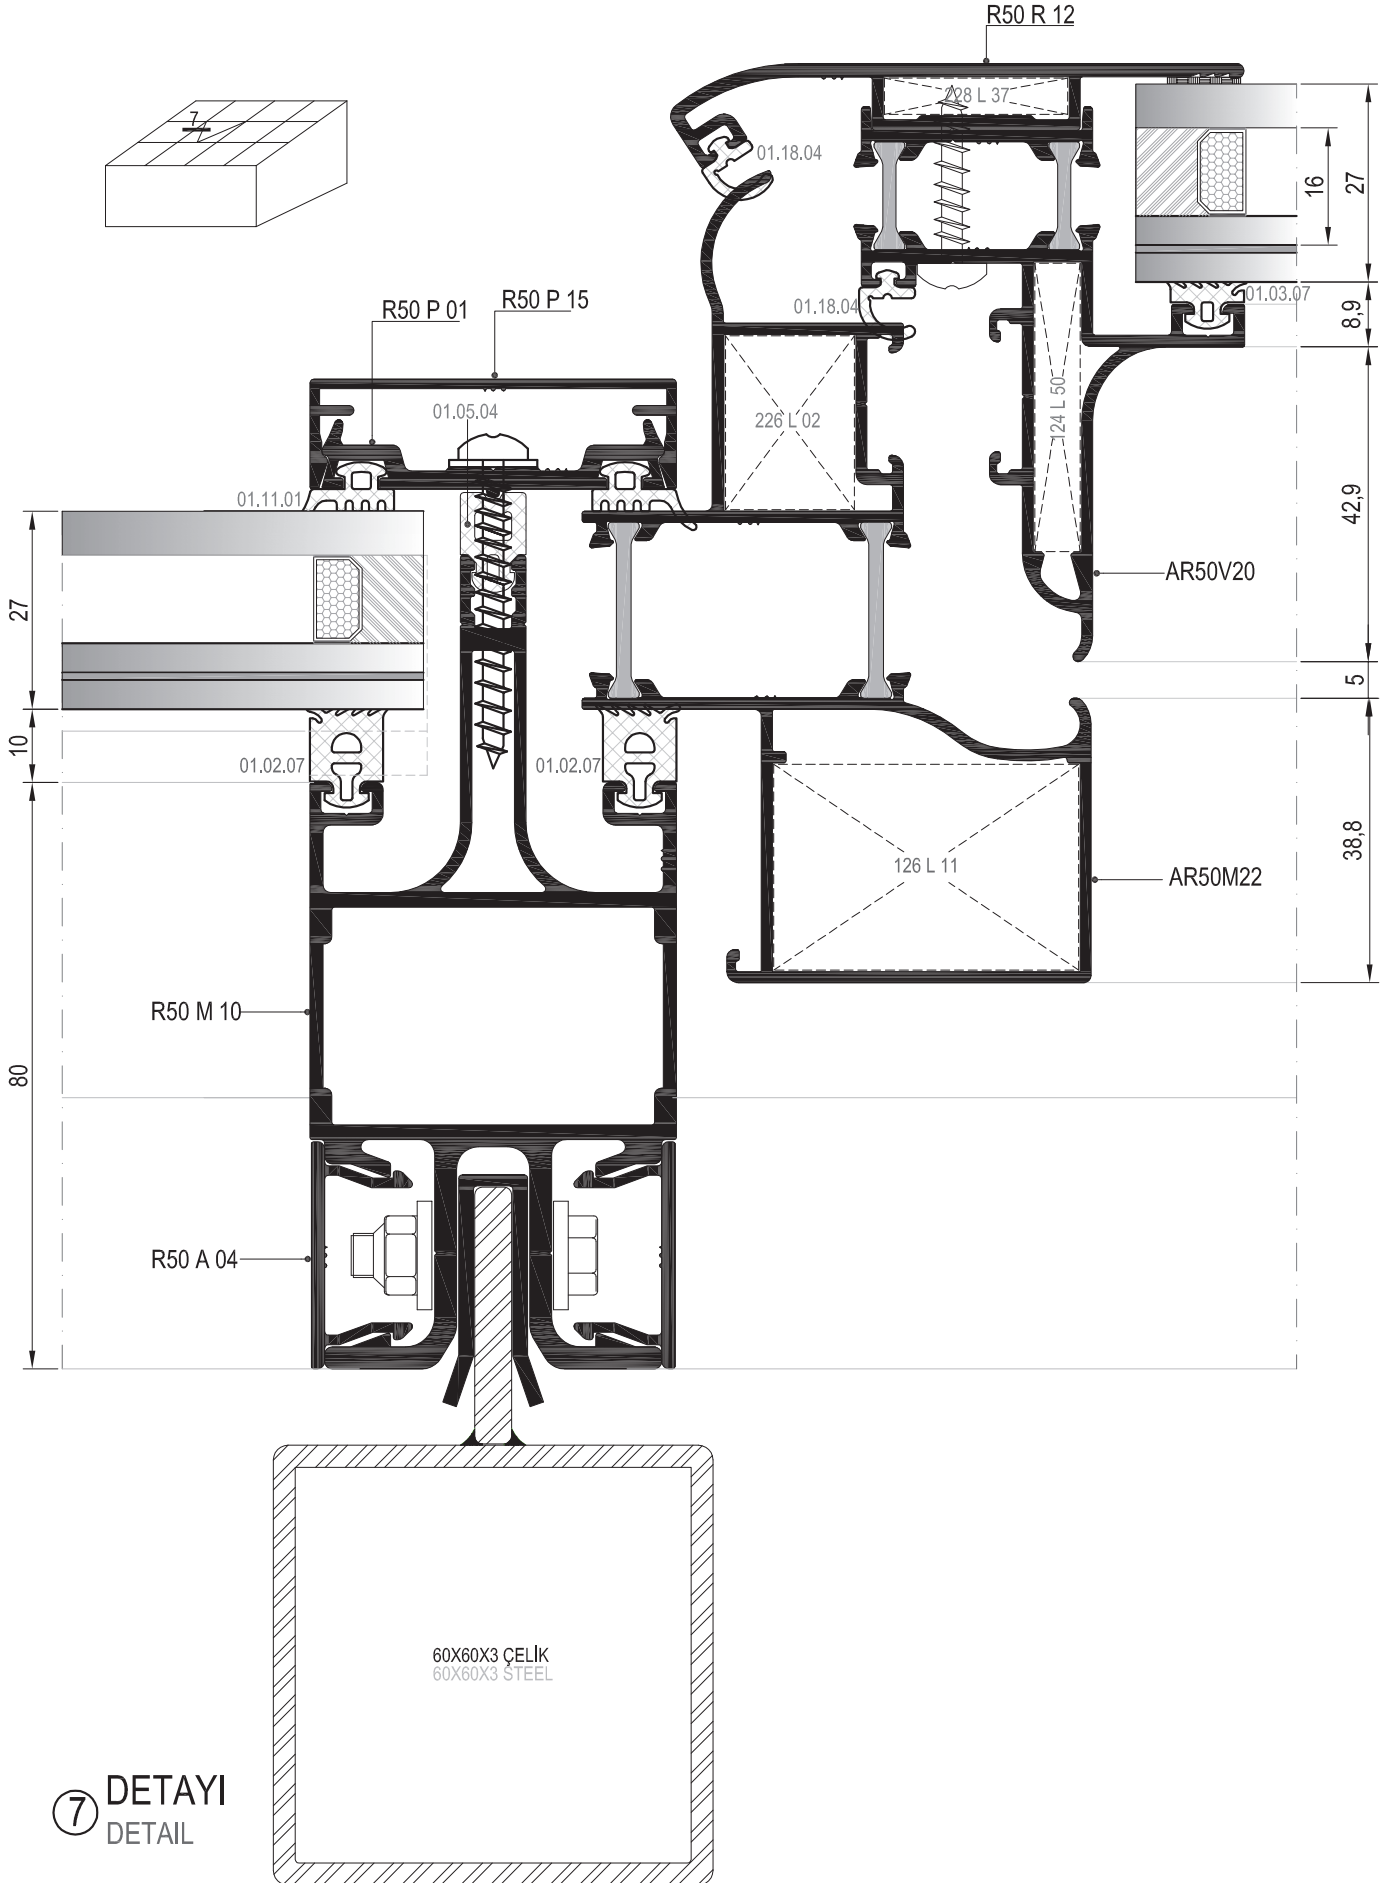 R50 R 12
7
228 L 37
01.18.04
16
27
R50 P 01
R50 P 15
01.18.04
01.03.07
8,9
01.05.04
226 L 02
124 L 50
01.11.01
42,9
AR50V20
27
5
10
01.02.07
01.02.07
38,8
126 L 11
AR50M22
R50 M 10
80
R50 A 04
60X60X3 ÇELİK
60X60X3 STEEL
7 DETAYI
DETAIL